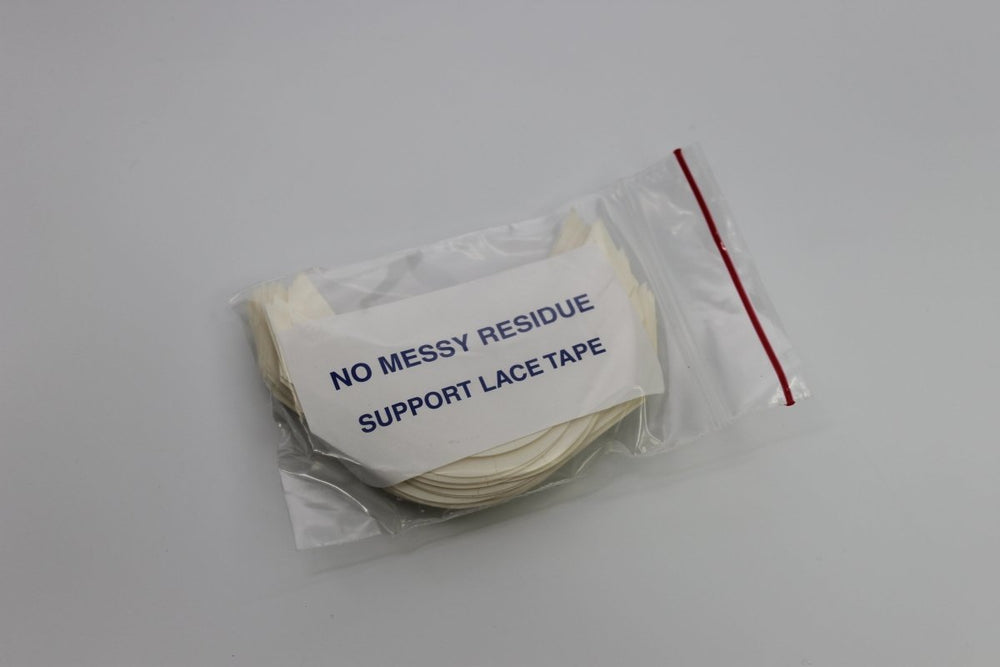 NO MESSY RESIDUE
SUPPORT LACE TAPE